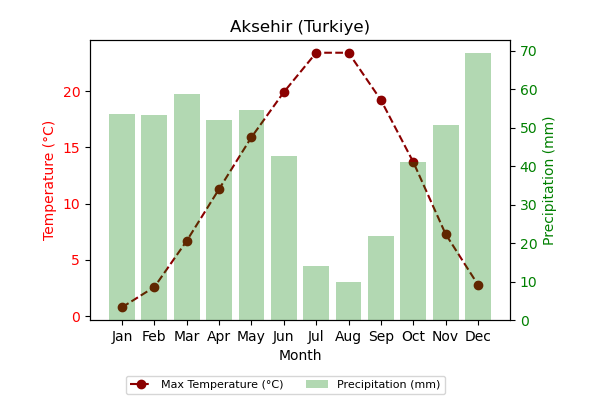 Aksehir (Turkiye)
Temperature (°C)
20
15
10
5
0
70
60
50
40
30
20
10
0
Precipitation (mm)
Jan Feb Mar Apr May Jun Jul Aug Sep Oct Nov Dec
Month
Max Temperature (°C) Precipitation (mm)